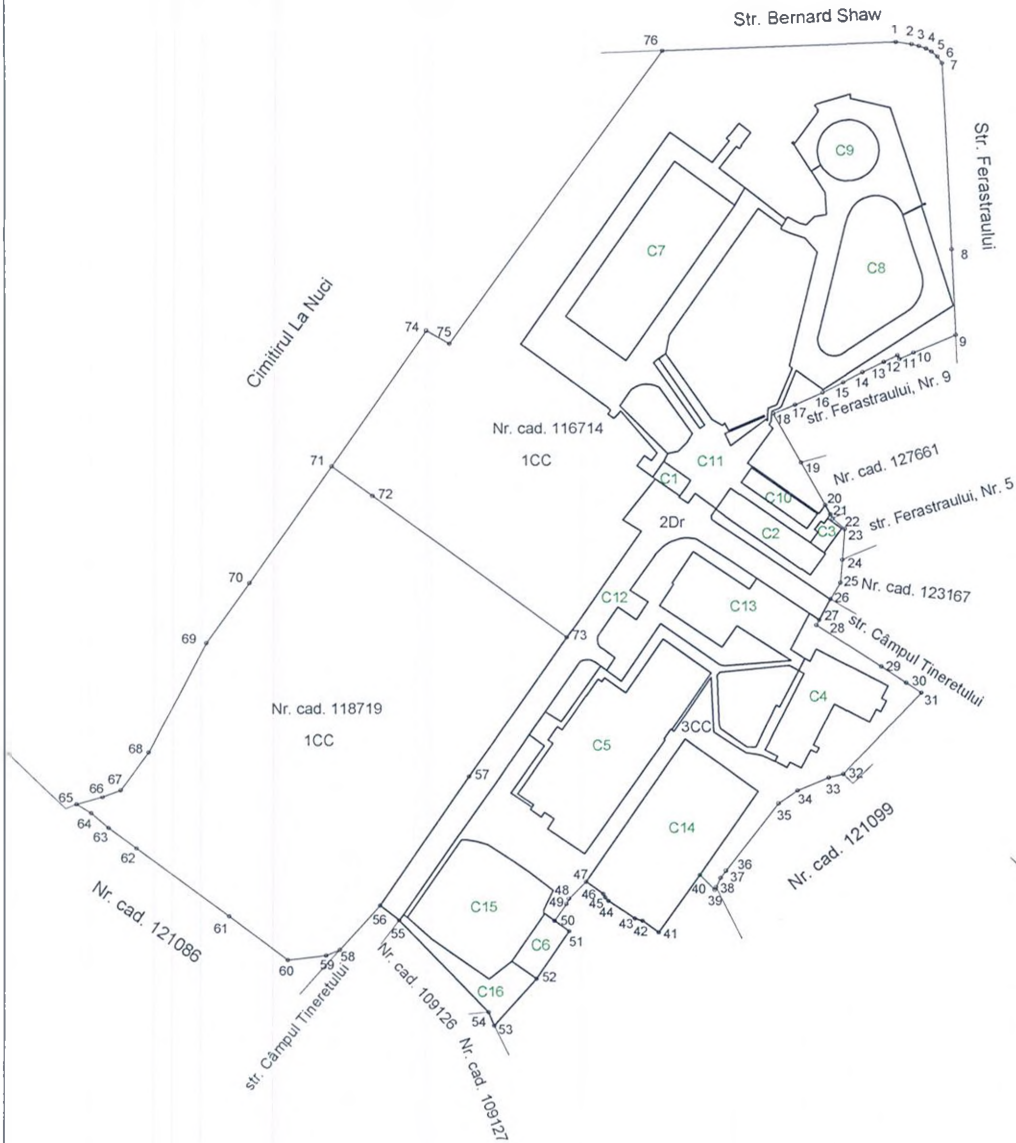 Str. Bernard Shaw
76
1
2
3
4
5
6
7
C9
Str. Ferastraului
C7
8
C8
Cimitirul La Nuci
74
75
9
10
11
12
13
14
15
16
17
18
str. Ferastraului, Nr. 9
Nr. cad. 116714
1CC
C11
19
Nr. cad. 127661
71
72
C1
C10
20
21
22
23
str. Ferastraului, Nr. 5
2Dr
C2
C3
24
70
25
Nr. cad. 123167
C12
C13
26
27
28
str. Câmpul Tineretului
69
73
29
30
31
C4
Nr. cad. 118719
1CC
3CC
C5
68
57
32
33
34
35
67
66
65
64
63
62
C14
Nr. cad. 121099
36
37
38
39
40
47
46
45
44
43
42
41
48
49
50
51
C15
C6
Nr. cad. 121086
61
56
55
60
59
58
52
C16
Nr. cad. 109126
54
53
str. Câmpul Tineretului
Nr. cad. 109127